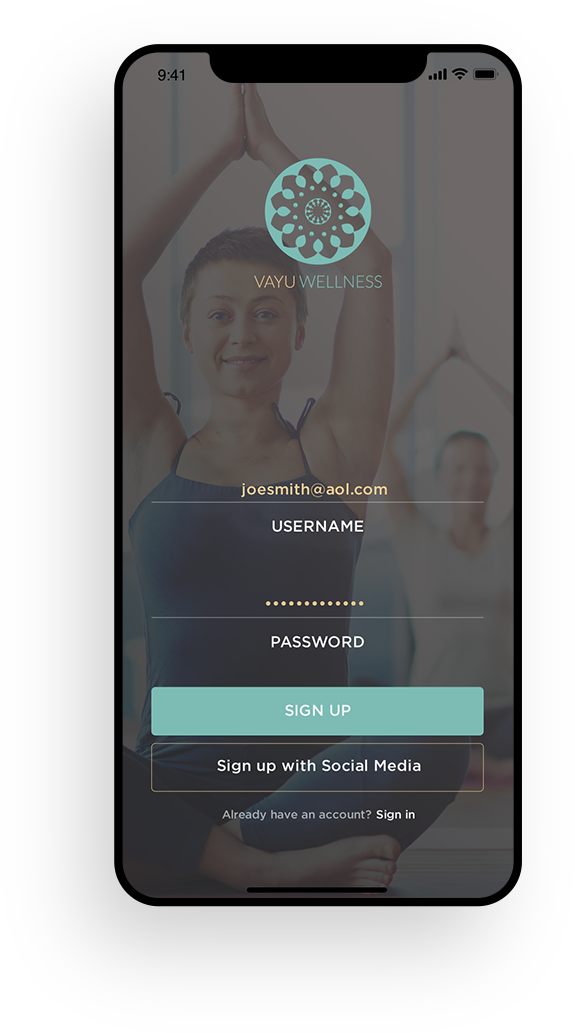 9:41
VAYU WELLNESS
joesmith@aol.com
USERNAME
•••••••••••••
PASSWORD
SIGN UP
Sign up with Social Media
Already have an account? Sign in